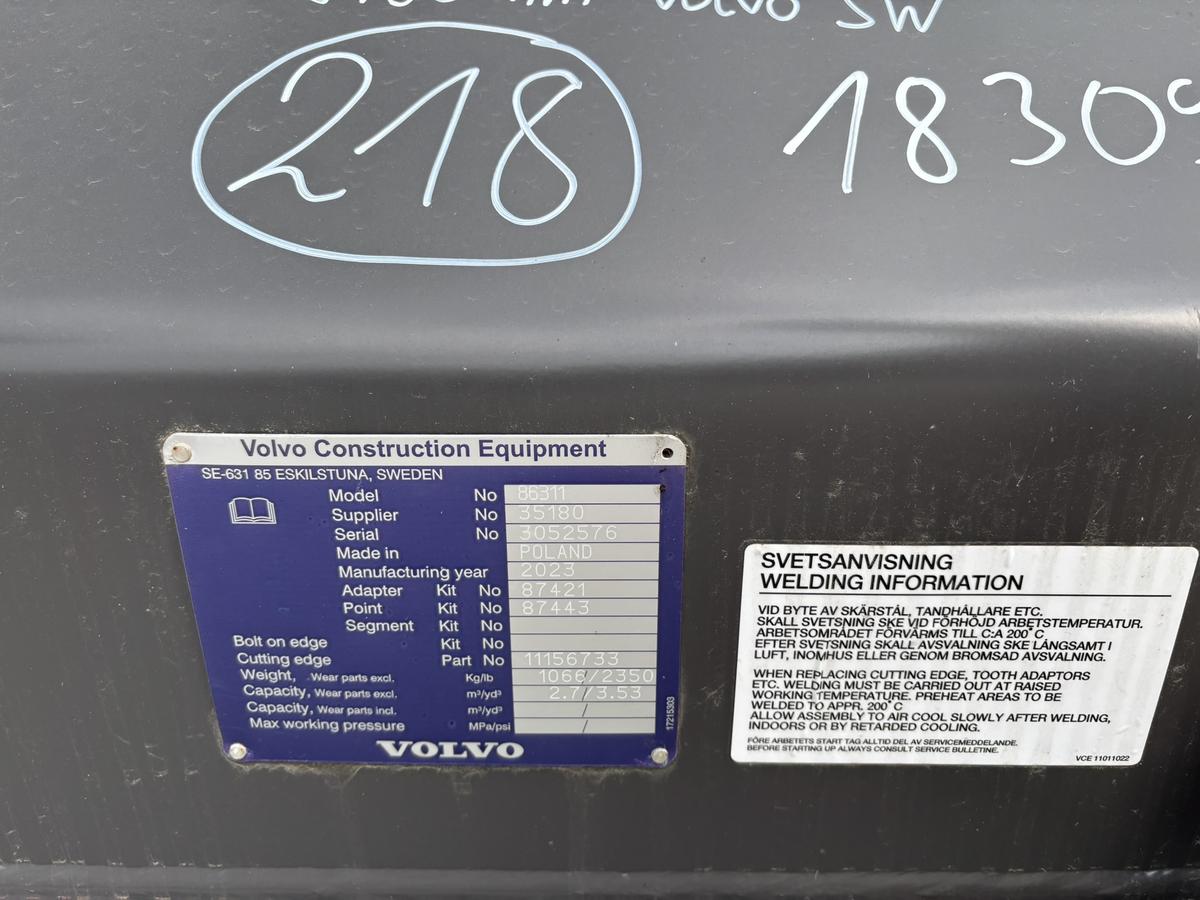 VOLVO SW
218
1830
Volvo Construction Equipment
SE-631 85 ESKILSTUNA, SWEDEN
Model No 86311
Supplier No 35180
Serial No 3052576
Made in POLAND
Manufacturing year 2023
Adapter Kit No 87421
Point Kit No 87443
Segment Kit No
Bolt on edge Kit No
Cutting edge Part No 11156733
Weight, Wear parts excl. Kg/lb 1066/2350
Capacity, Wear parts excl. m³/yd³ 2.7/3.53
Capacity, Wear parts incl. m³/yd³ /
Max working pressure MPa/psi /
VOLVO
17215303
SVETSANVISNING
WELDING INFORMATION
VID BYTE AV SKÄRSTÅL, TANDHÅLLARE ETC.
SKALL SVETSNING SKE VID FÖRHÖJD ARBETSTEMPERATUR.
ARBETSOMRÅDET FÖRVÄRMS TILL C:A 200°C
EFTER SVETSNING SKALL AVSVALNING SKE LÅNGSAMT I
LUFT, INOMHUS ELLER GENOM BROMSAD AVSVALNING.
WHEN REPLACING CUTTING EDGE, TOOTH ADAPTORS
ETC. WELDING MUST BE CARRIED OUT AT RAISED
WORKING TEMPERATURE. PREHEAT AREAS TO BE
WELDED TO APPR. 200°C
ALLOW ASSEMBLY TO AIR COOL SLOWLY AFTER WELDING,
INDOORS OR BY RETARDED COOLING.
FÖRE ARBETETS START TAG ALLTID DEL AV SERVICEMEDDELANDE.
BEFORE STARTING UP ALWAYS CONSULT SERVICE BULLETINE.
VCE 11011022